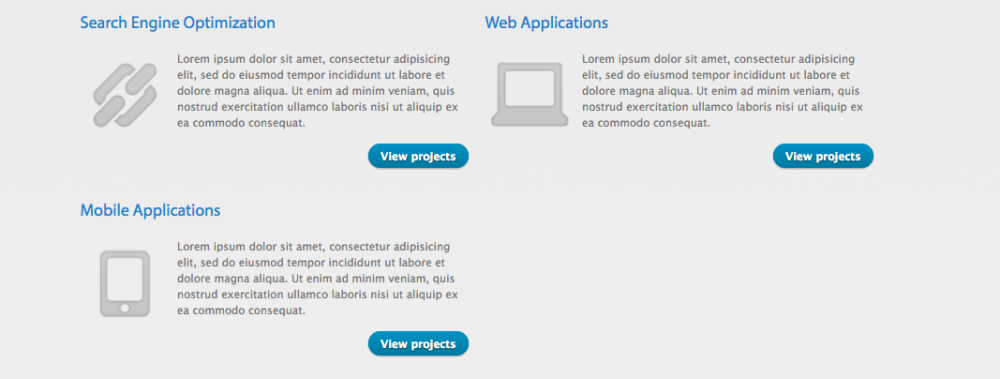 Search Engine Optimization
Lorem ipsum dolor sit amet, consectetur adipisicing
elit, sed do eiusmod tempor incididunt ut labore et
dolore magna aliqua. Ut enim ad minim veniam, quis
nostrud exercitation ullamco laboris nisi ut aliquip ex
ea commodo consequat.
View projects
Web Applications
Lorem ipsum dolor sit amet, consectetur adipisicing
elit, sed do eiusmod tempor incididunt ut labore et
dolore magna aliqua. Ut enim ad minim veniam, quis
nostrud exercitation ullamco laboris nisi ut aliquip ex
ea commodo consequat.
View projects
Mobile Applications
Lorem ipsum dolor sit amet, consectetur adipisicing
elit, sed do eiusmod tempor incididunt ut labore et
dolore magna aliqua. Ut enim ad minim veniam, quis
nostrud exercitation ullamco laboris nisi ut aliquip ex
ea commodo consequat.
View projects